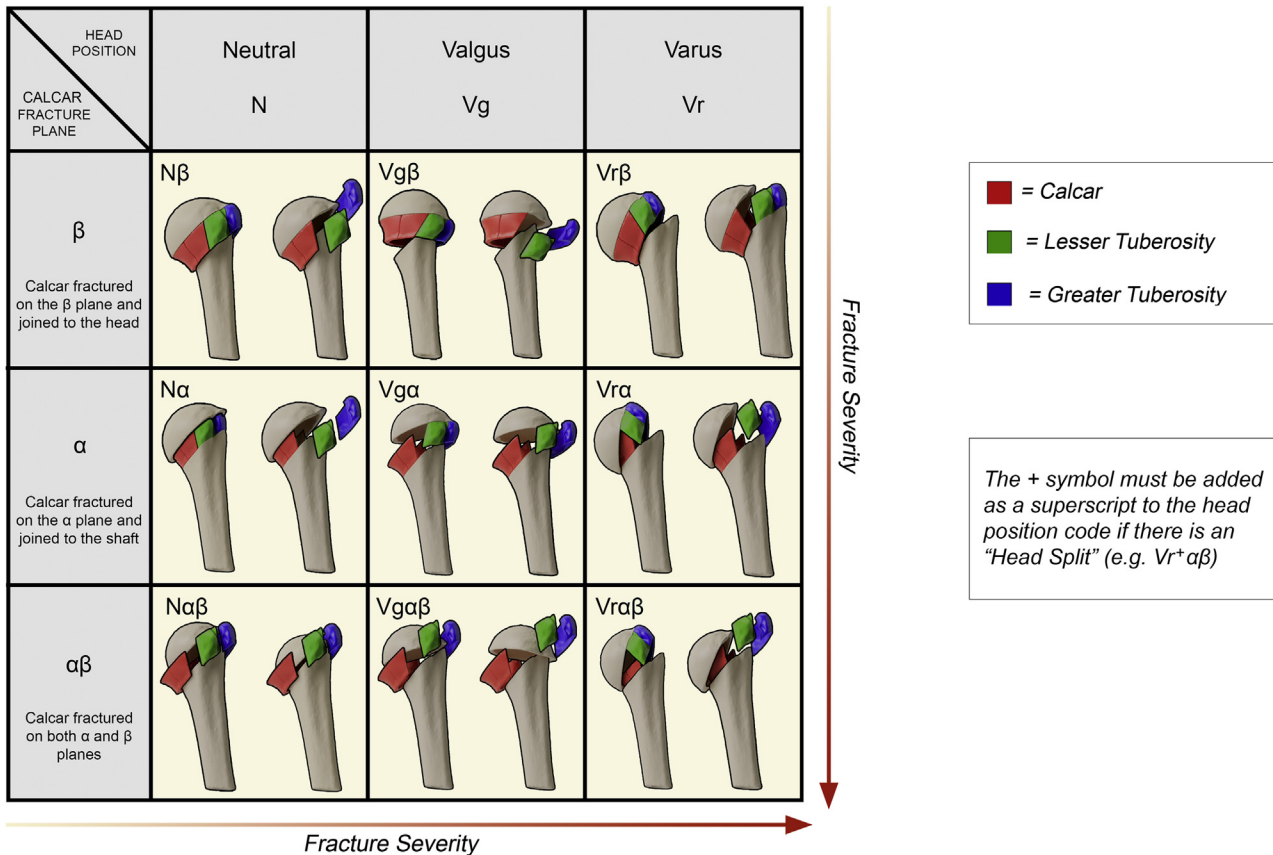 HEAD
POSITION
CALCAR
FRACTURE
PLANE
Neutral
N
Valgus
Vg
Varus
Vr
β
Calcar fractured
on the β plane and
joined to the head
Nβ
Vgβ
Vrβ
α
Calcar fractured
on the α plane and
joined to the shaft
Nα
Vgα
Vrα
αβ
Calcar fractured
on both α and β
planes
Nαβ
Vgαβ
Vrαβ
Fracture Severity
Fracture Severity
= Calcar
= Lesser Tuberosity
= Greater Tuberosity
The + symbol must be added
as a superscript to the head
position code if there is an
“Head Split” (e.g. Vr⁺αβ)